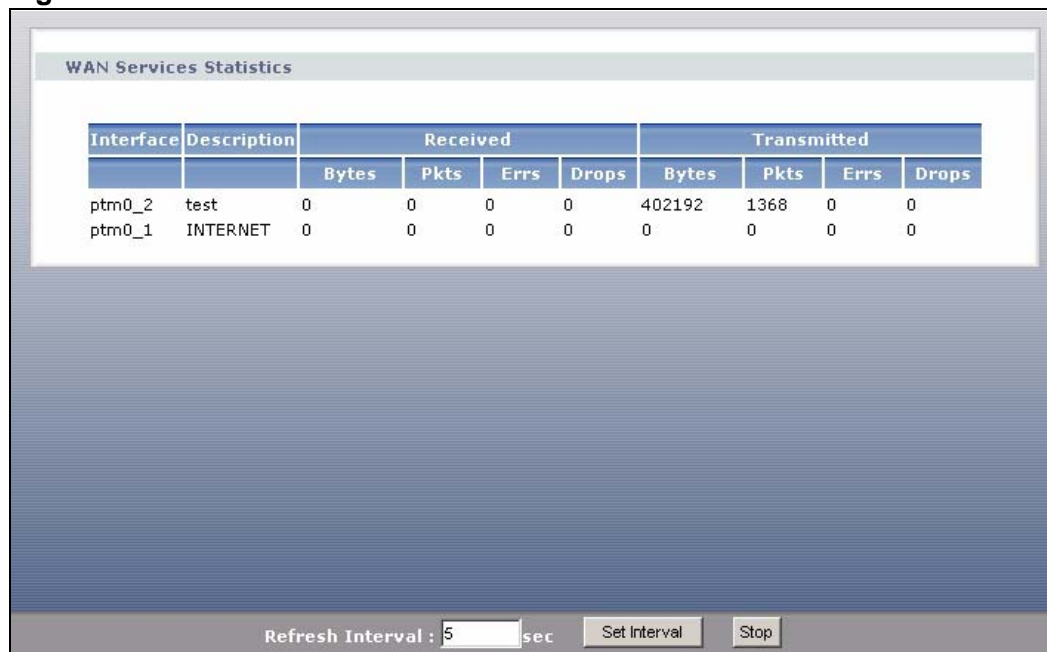 WAN Services Statistics
Interface Description Received Transmitted
Bytes Pkts Errs Drops Bytes Pkts Errs Drops
ptm0_2 test 0 0 0 0 402192 1368 0 0
ptm0_1 INTERNET 0 0 0 0 0 0 0 0
Refresh Interval : 5 sec Set Interval Stop